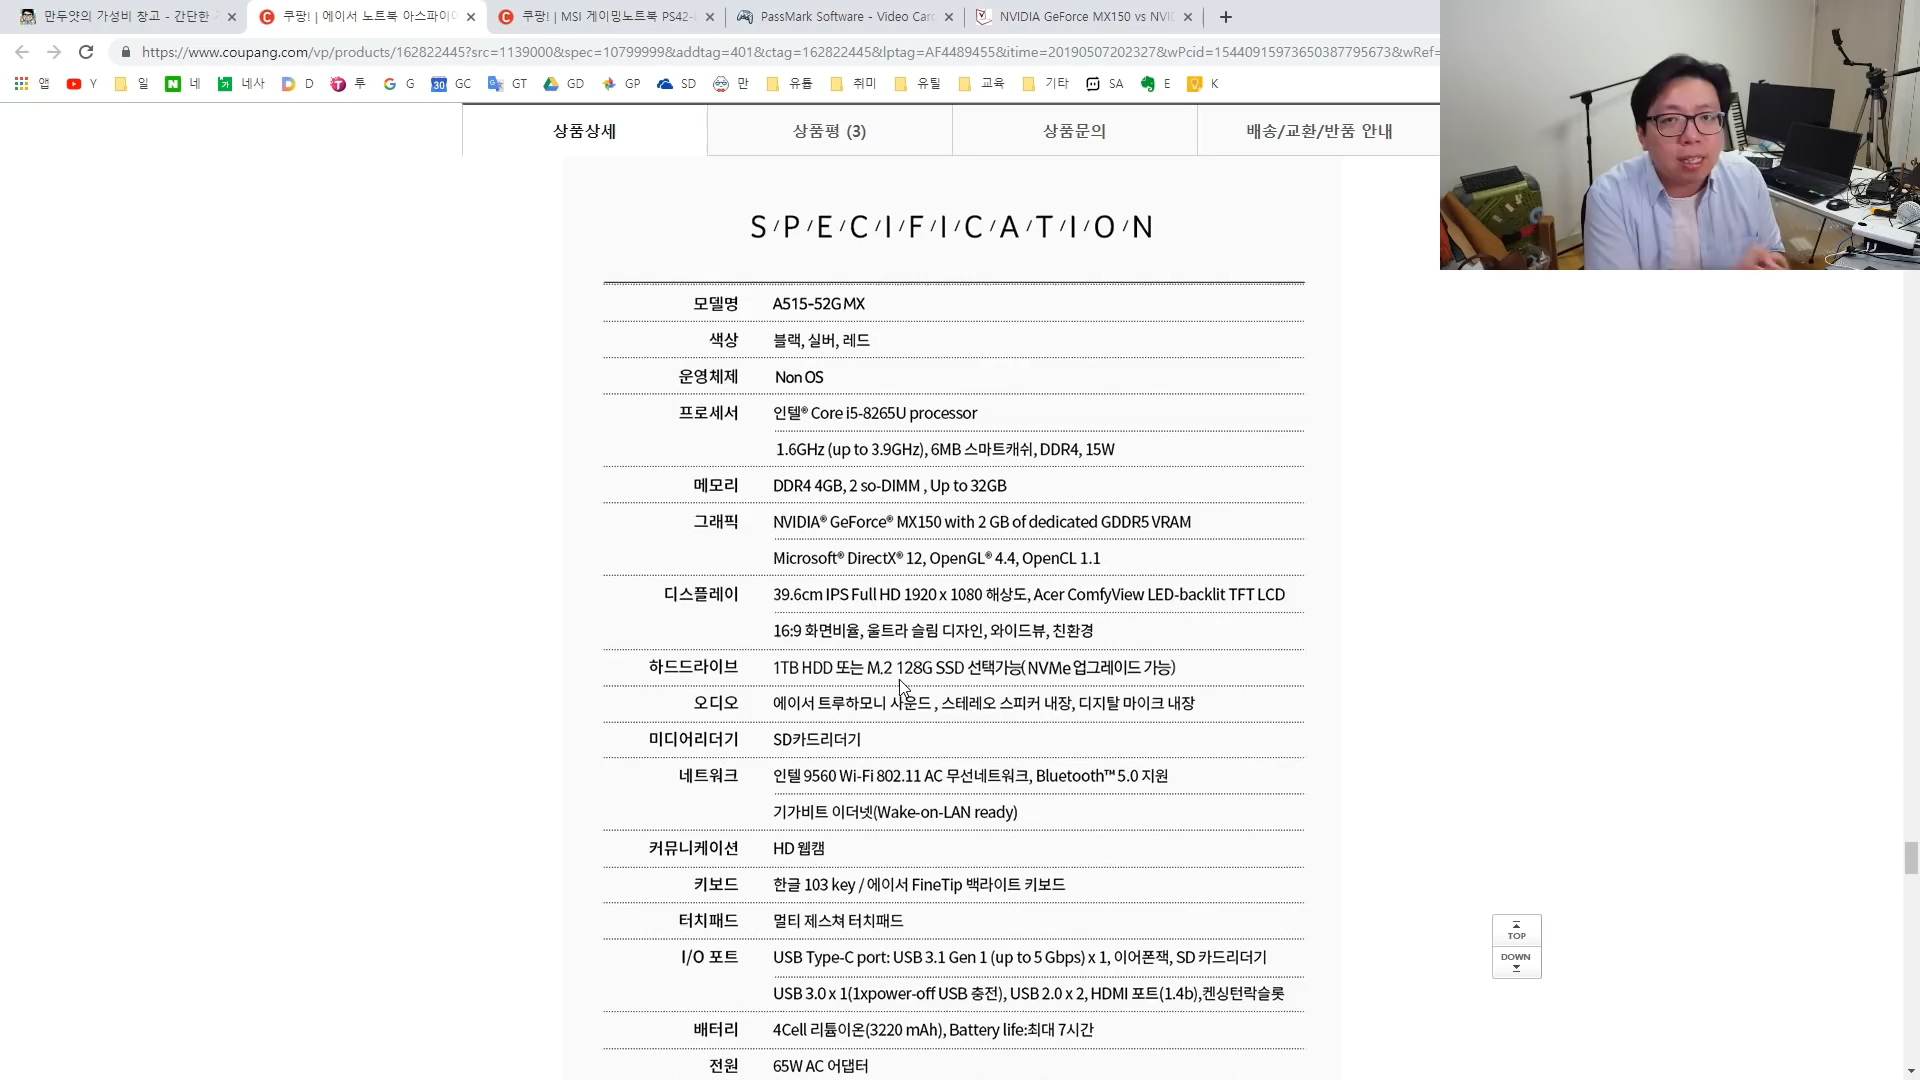 만두얏의 가성비 창고 - 간단한
쿠팡! | 에이서 노트북 아스파이어
쿠팡! | MSI 게이밍노트북 PS42-
PassMark Software - Video Card
NVIDIA GeForce MX150 vs NVI
https://www.coupang.com/vp/products/162822445?src=1139000&spec=10799999&addtag=401&ctag=162822445&lptag=AF4489455&itime=20190507202327&wPcid=15440915973650387795673&wRef=
앱 Y 일 네 네사 D 투 G GC GT GD GP SD 만 유튭 취미 유틸 교육 기타 SA E K
상품상세 상품평 (3) 상품문의 배송/교환/반품 안내
S/P/E/C/I/F/I/C/A/T/I/O/N
모델명 A515-52G MX
색상 블랙, 실버, 레드
운영체제 Non OS
프로세서 인텔® Core i5-8265U processor
1.6GHz (up to 3.9GHz), 6MB 스마트캐쉬, DDR4, 15W
메모리 DDR4 4GB, 2 so-DIMM , Up to 32GB
그래픽 NVIDIA® GeForce® MX150 with 2 GB of dedicated GDDR5 VRAM
Microsoft® DirectX® 12, OpenGL® 4.4, OpenCL 1.1
디스플레이 39.6cm IPS Full HD 1920 x 1080 해상도, Acer ComfyView LED-backlit TFT LCD
16:9 화면비율, 울트라 슬림 디자인, 와이드뷰, 친환경
하드드라이브 1TB HDD 또는 M.2 128G SSD 선택가능( NVMe 업그레이드 가능)
오디오 에이서 트루하모니 사운드 , 스테레오 스피커 내장, 디지탈 마이크 내장
미디어리더기 SD카드리더기
네트워크 인텔 9560 Wi-Fi 802.11 AC 무선네트워크, Bluetooth™ 5.0 지원
기가비트 이더넷(Wake-on-LAN ready)
커뮤니케이션 HD 웹캠
키보드 한글 103 key / 에이서 FineTip 백라이트 키보드
터치패드 멀티 제스쳐 터치패드
I/O 포트 USB Type-C port: USB 3.1 Gen 1 (up to 5 Gbps) x 1, 이어폰잭, SD 카드리더기
USB 3.0 x 1(1xpower-off USB 충전), USB 2.0 x 2, HDMI 포트(1.4b),켄싱턴락슬롯
배터리 4Cell 리튬이온(3220 mAh), Battery life:최대 7시간
전원 65W AC 어댑터
TOP
DOWN